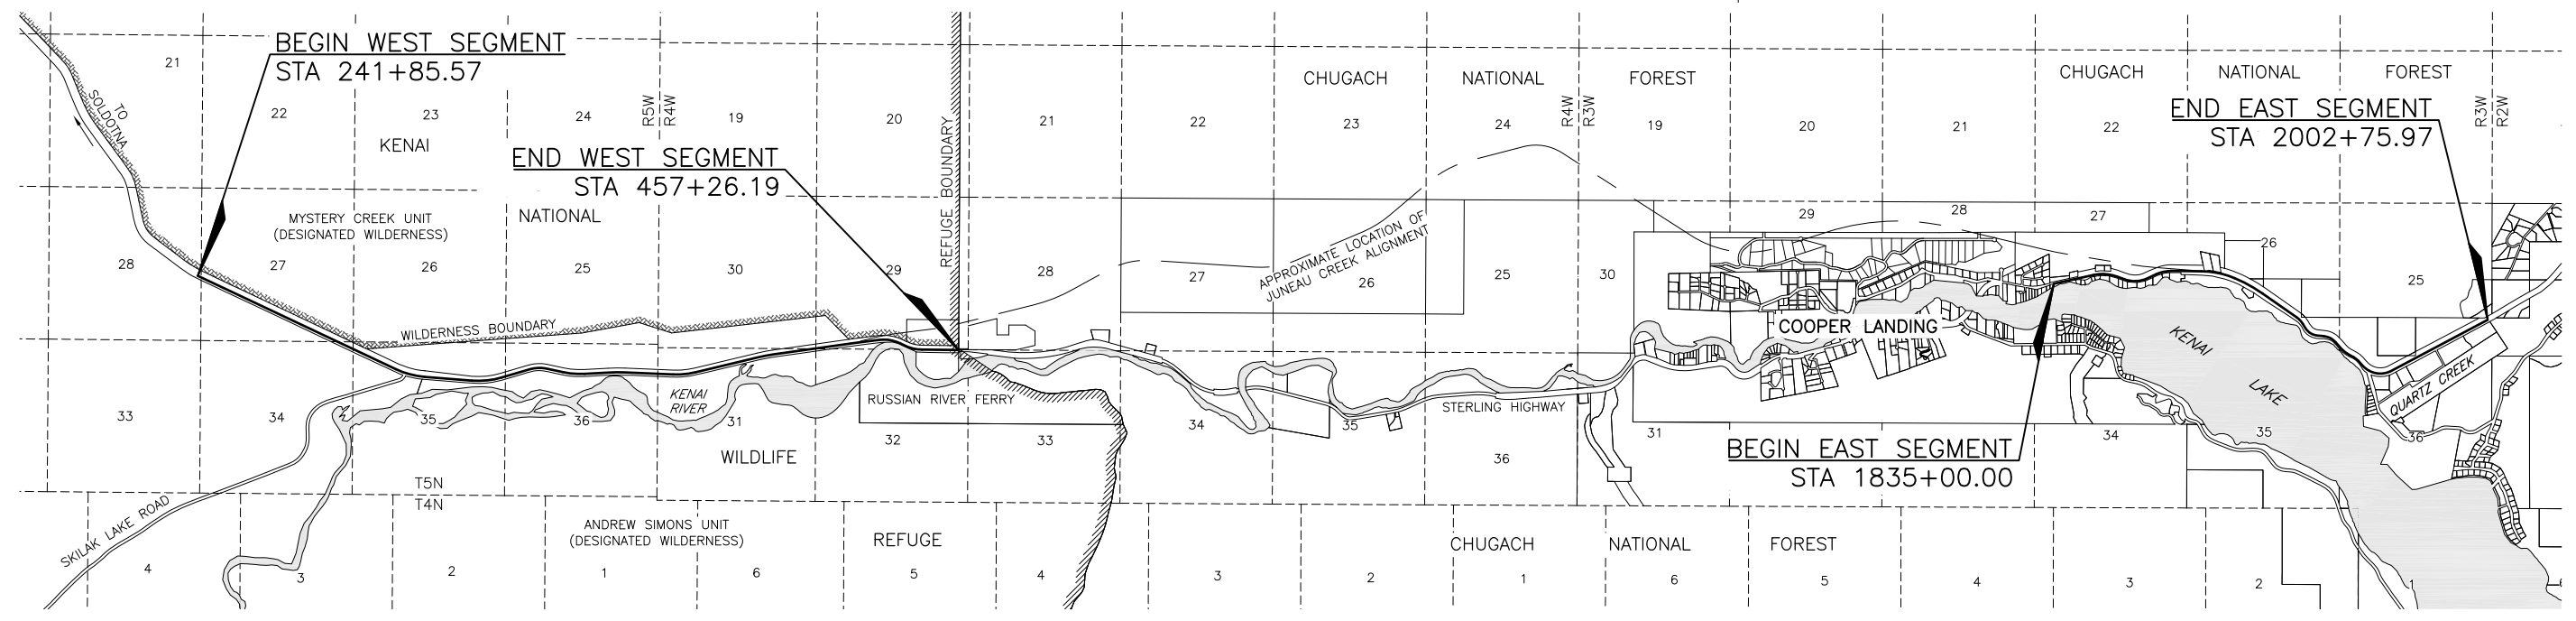 BEGIN WEST SEGMENT
STA 241+85.57
END WEST SEGMENT
STA 457+26.19
END EAST SEGMENT
STA 2002+75.97
BEGIN EAST SEGMENT
STA 1835+00.00
TO
SOLDOTNA
CHUGACH NATIONAL FOREST
CHUGACH NATIONAL FOREST
R5W
R4W
R4W
R3W
R3W
R2W
21
22
23
24
19
20
21
22
23
24
19
20
21
22
KENAI
NATIONAL
WILDLIFE
REFUGE
MYSTERY CREEK UNIT
(DESIGNATED WILDERNESS)
REFUGE BOUNDARY
APPROXIMATE LOCATION OF
JUNEAU CREEK ALIGNMENT
28
27
26
25
30
29
28
27
26
25
30
29
28
27
26
25
WILDERNESS BOUNDARY
COOPER LANDING
KENAI
LAKE
QUARTZ CREEK
KENAI
RIVER
RUSSIAN RIVER FERRY
STERLING HIGHWAY
33
34
35
36
31
32
33
34
35
36
31
34
35
36
T5N
T4N
SKILAK LAKE ROAD
ANDREW SIMONS UNIT
(DESIGNATED WILDERNESS)
CHUGACH NATIONAL FOREST
4
3
2
1
6
5
4
3
2
1
6
5
4
3
2
1